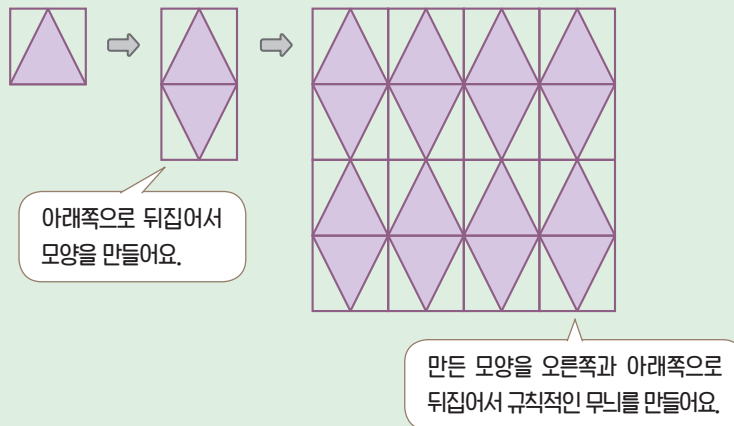 아래쪽으로 뒤집어서
모양을 만들어요.
만든 모양을 오른쪽과 아래쪽으로
뒤집어서 규칙적인 무늬를 만들어요.